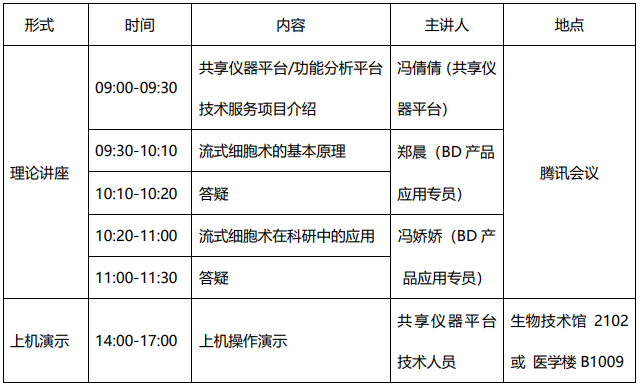 形式 时间 内容 主讲人 地点
理论讲座
09:00-09:30
共享仪器平台/功能分析平台
技术服务项目介绍
冯倩倩（共享仪
器平台）
腾讯会议
09:30-10:10 流式细胞术的基本原理
郑晨（BD 产品
应用专员）
10:10-10:20 答疑
10:20-11:00 流式细胞术在科研中的应用
冯娇娇（BD 产
品应用专员）
11:00-11:30 答疑
上机演示 14:00-17:00 上机操作演示
共享仪器平台
技术人员
生物技术馆 2102
或 医学楼 B1009